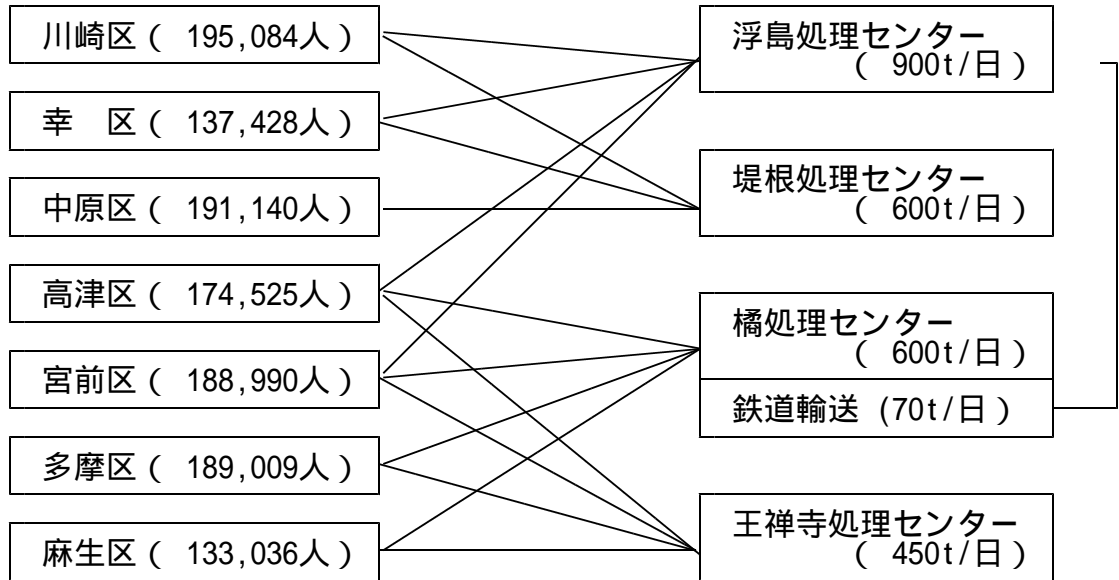 川崎区( 195,084人)
幸 区( 137,428人)
中原区( 191,140人)
高津区( 174,525人)
宮前区( 188,990人)
多摩区( 189,009人)
麻生区( 133,036人)
浮島処理センター
( 900t/日)
堤根処理センター
( 600t/日)
橘処理センター
( 600t/日)
鉄道輸送 (70t/日)
王禅寺処理センター
( 450t/日)